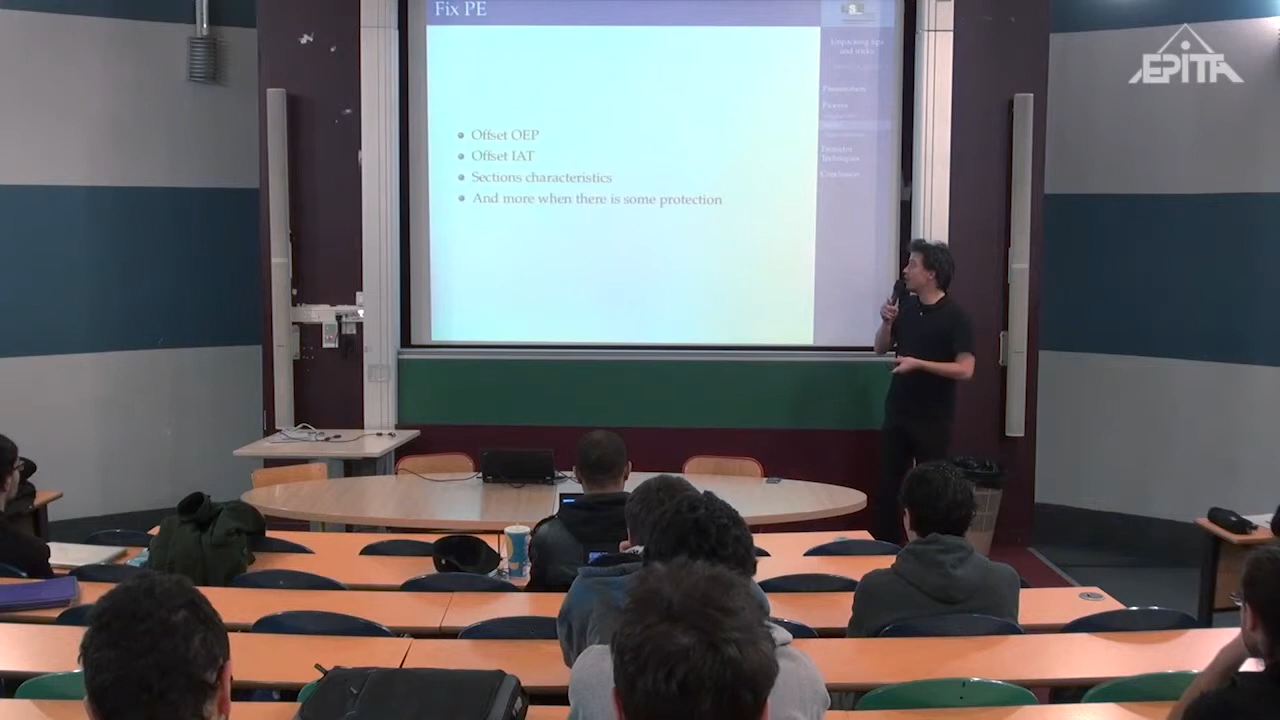 Fix PE
Unpacking tips
and tricks
Presentation
Packers
Protector
Techniques
Conclusion
Offset OEP
Offset IAT
Sections characteristics
And more when there is some protection
EPITA